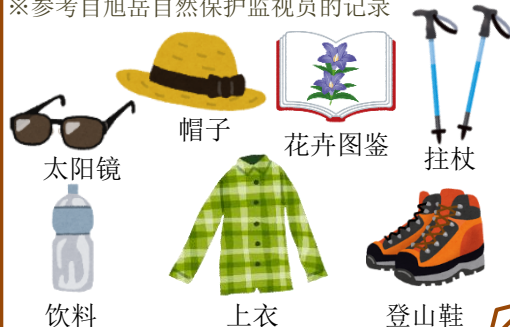 ※参考自旭岳自然保护监视员的记录
帽子
花卉图鉴
拄杖
太阳镜
饮料
上衣
登山鞋